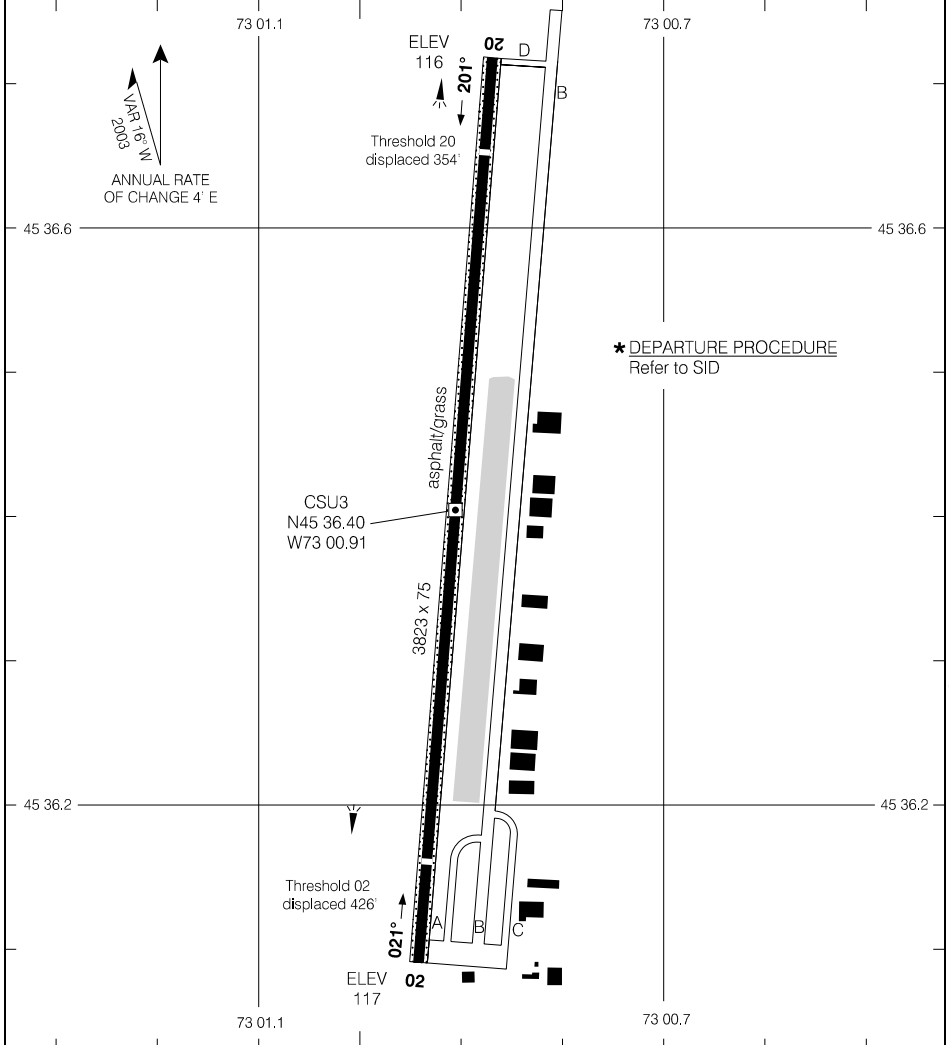 73 01.1
73 00.7
ELEV
116
20
D
201°
B
VAR 16° W
2003
Threshold 20
displaced 354'
ANNUAL RATE
OF CHANGE 4' E
45 36.6
45 36.6
* DEPARTURE PROCEDURE
Refer to SID
asphalt/grass
CSU3
N45 36.40
W73 00.91
3823 x 75
45 36.2
45 36.2
Threshold 02
displaced 426'
021°
A
B
C
ELEV
117
02
73 01.1
73 00.7